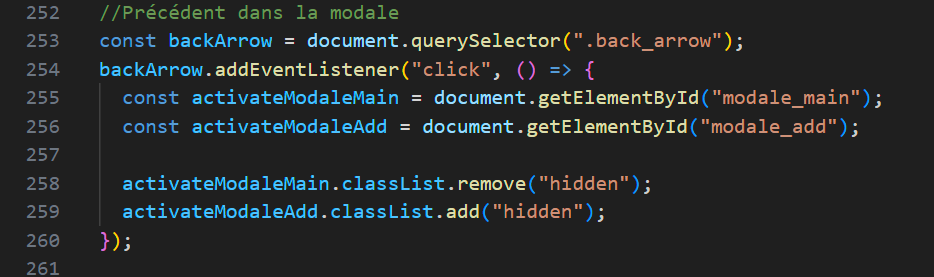 252 //Précédent dans la modale
253 const backArrow = document.querySelector(".back_arrow");
254 backArrow.addEventListener("click", () => {
255 const activateModaleMain = document.getElementById("modale_main");
256 const activateModaleAdd = document.getElementById("modale_add");
257
258 activateModaleMain.classList.remove("hidden");
259 activateModaleAdd.classList.add("hidden");
260 });
261